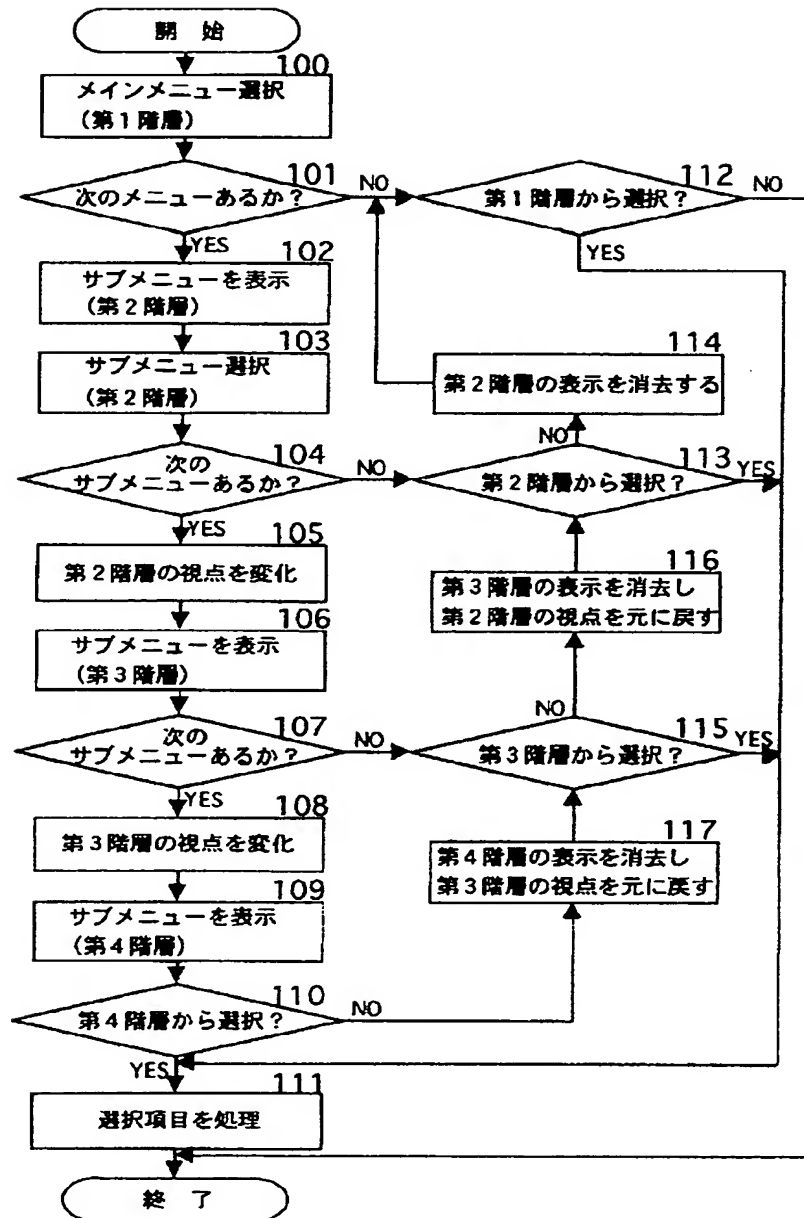 開 始
100
メインメニュー選択
(第1階層)
101
次のメニューあるか?
NO
112
第1階層から選択?
NO
YES
YES
102
サブメニューを表示
(第2階層)
103
サブメニュー選択
(第2階層)
114
第2階層の表示を消去する
NO
104
次の
サブメニューあるか?
NO
113
第2階層から選択?
YES
YES
105
第2階層の視点を変化
116
第3階層の表示を消去し
第2階層の視点を元に戻す
106
サブメニューを表示
(第3階層)
NO
107
次の
サブメニューあるか?
NO
115
第3階層から選択?
YES
YES
108
第3階層の視点を変化
117
第4階層の表示を消去し
第3階層の視点を元に戻す
109
サブメニューを表示
(第4階層)
110
第4階層から選択?
NO
YES
111
選択項目を処理
終 了